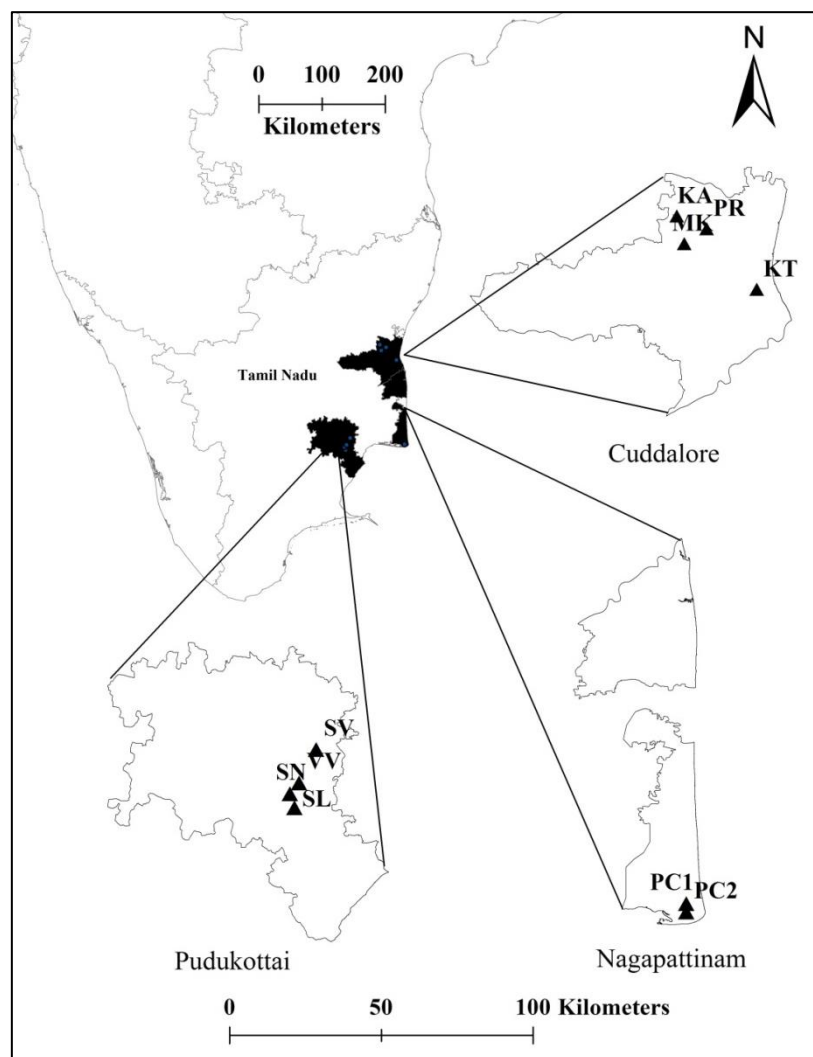 N
0 100 200
Kilometers
KA
PR
MK
KT
Tamil Nadu
Cuddalore
SV
VV
SN
SL
PC1
PC2
Pudukottai
Nagapattinam
0 50 100 Kilometers